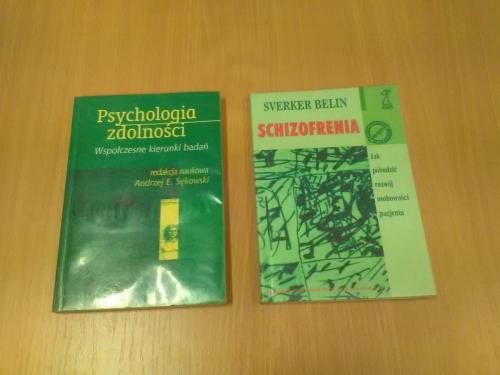 Psychologia
zdolności
Współczesne kierunki badań
redakcja naukowa
Andrzej E. Sękowski
SVERKER BELIN
SCHIZOFRENIA
Jak
pobudzić
rozwój
osobowości
pacjenta